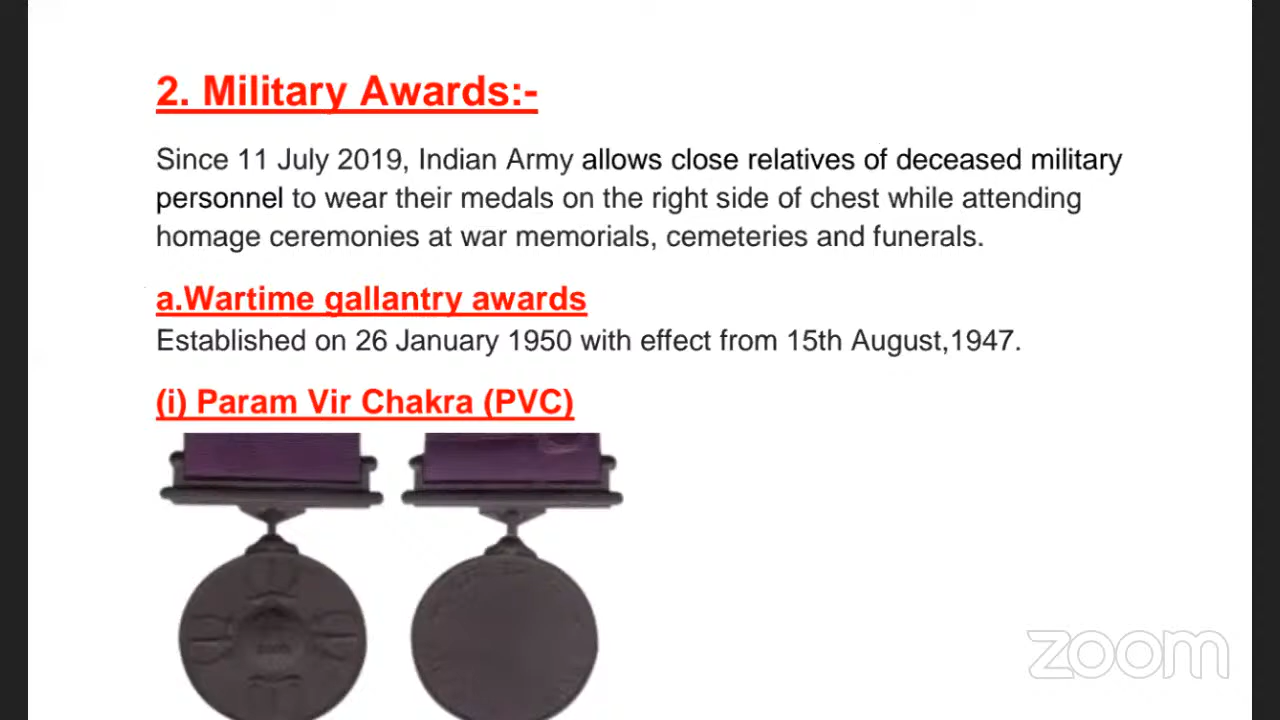 2. Military Awards:-
Since 11 July 2019, Indian Army allows close relatives of deceased military
personnel to wear their medals on the right side of chest while attending
homage ceremonies at war memorials, cemeteries and funerals.
a.Wartime gallantry awards
Established on 26 January 1950 with effect from 15th August,1947.
(i) Param Vir Chakra (PVC)
zoom